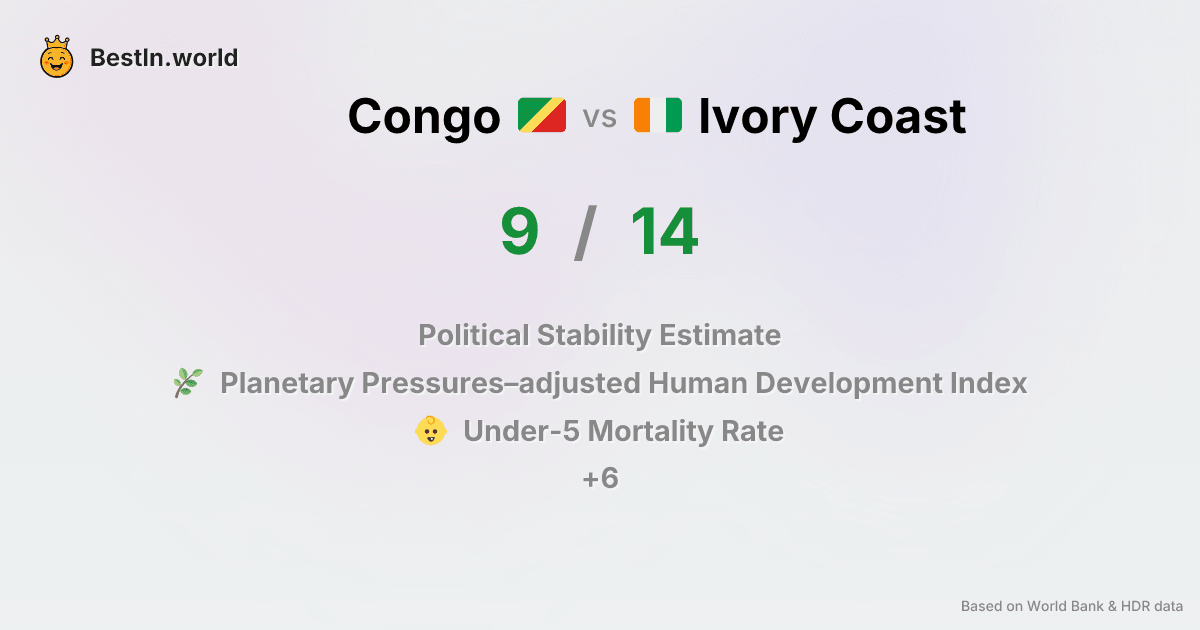 BestIn.world
Congo vs Ivory Coast
9 / 14
Political Stability Estimate
Planetary Pressures–adjusted Human Development Index
Under-5 Mortality Rate
+6
Based on World Bank & HDR data